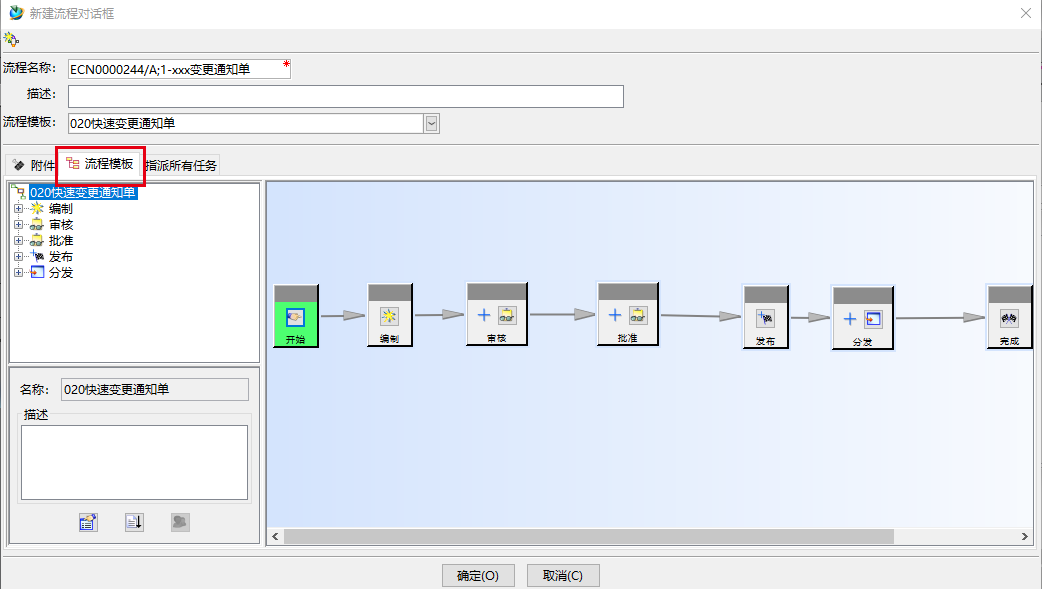 新建流程对话框
流程名称: ECN0000244/A;1-xxx变更通知单 *
描述:
流程模板: 020快速变更通知单
附件 流程模板 指派所有任务
020快速变更通知单
编制
审核
批准
发布
分发
开始 编制 审核 批准 发布 分发 完成
名称: 020快速变更通知单
描述
确定(O) 取消(C)